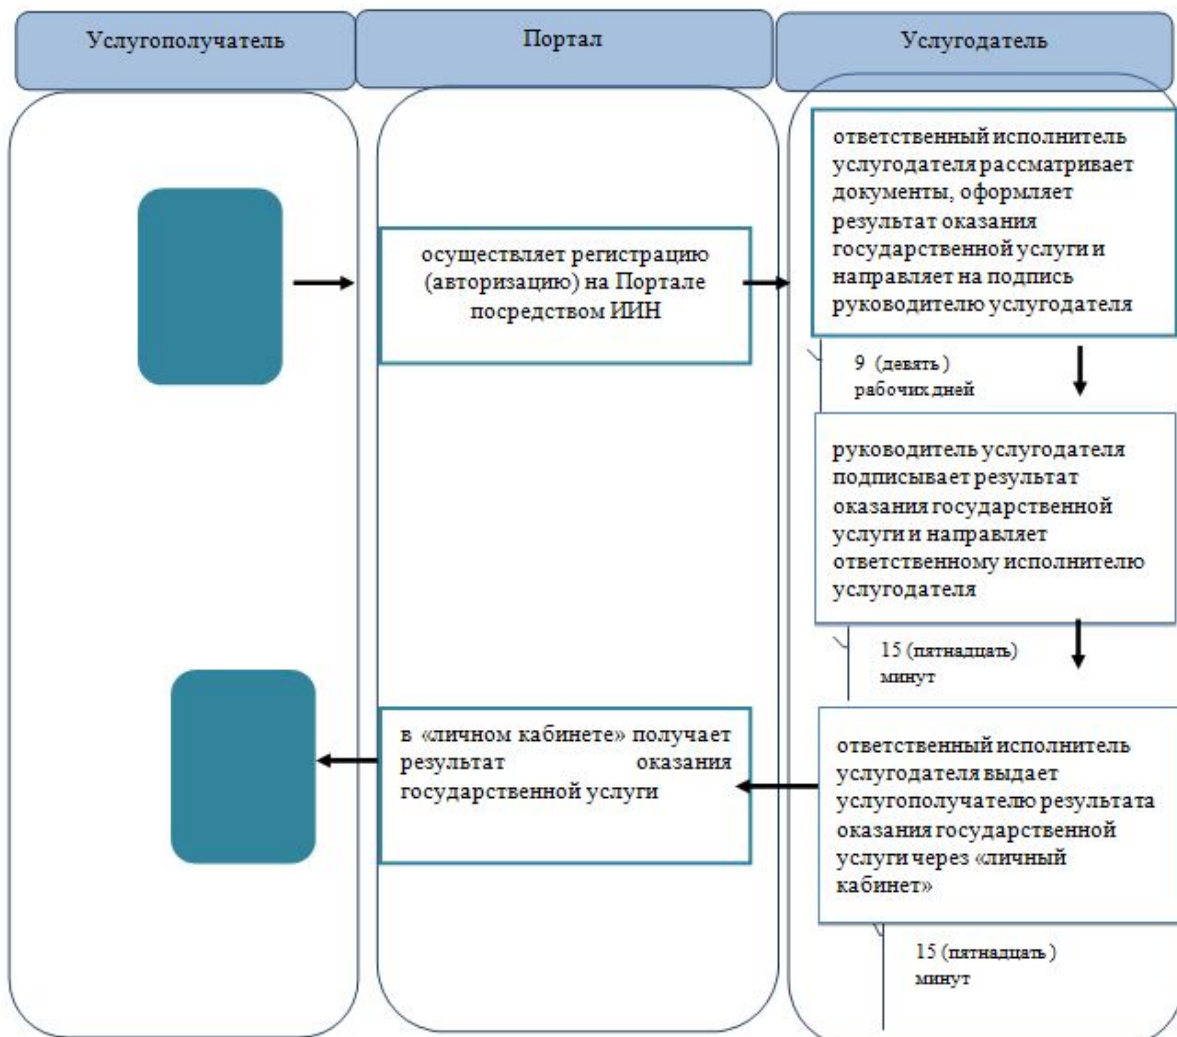 Услугополучатель
Портал
Услугодатель
осуществляет регистрацию
(авторизацию) на Портале
посредством ИИН
ответственный исполнитель
услугодателя рассматривает
документы, оформляет
результат оказания
государственной услуги и
направляет на подпись
руководителю услугодателя
9 (девять )
рабочих дней
руководитель услугодателя
подписывает результат
оказания государственной
услуги и направляет
ответственному исполнителю
услугодателя
15 (пятнадцать)
минут
в «личном кабинете» получает
результат оказания
государственной услуги
ответственный исполнитель
услугодателя выдает
услугополучателю результата
оказания государственной
услуги через «личный
кабинет»
15 (пятнадцать )
минут